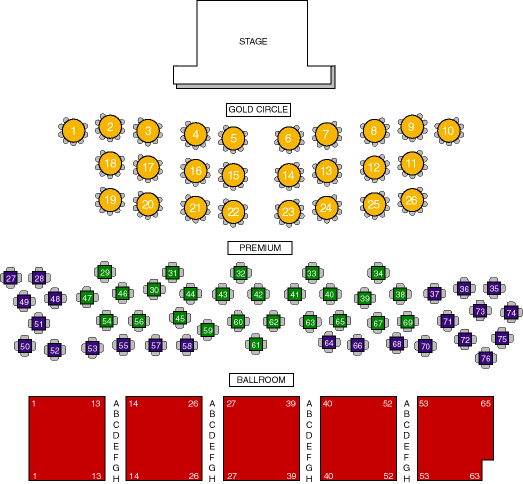 STAGE
GOLD CIRCLE
1 2 3 4 5 6 7 8 9 10
18 17 16 15 14 13 12 11
19 20 21 22 23 24 25 26
PREMIUM
29 31 32 33 34
27 28 30 36 35
49 48 47 46 44 43 42 41 40 39 38 37
51 54 56 45 60 62 63 65 67 69 71 73 74
59
50 52 53 55 57 58 61 64 66 68 70 72 75
76
BALLROOM
1 13 A 14 26 A 27 39 A 40 52 A 53 65
B B B B
C C C C
D D D D
E E E E
F F F F
G G G G
1 13 H 14 26 H 27 39 H 40 52 H 53 63